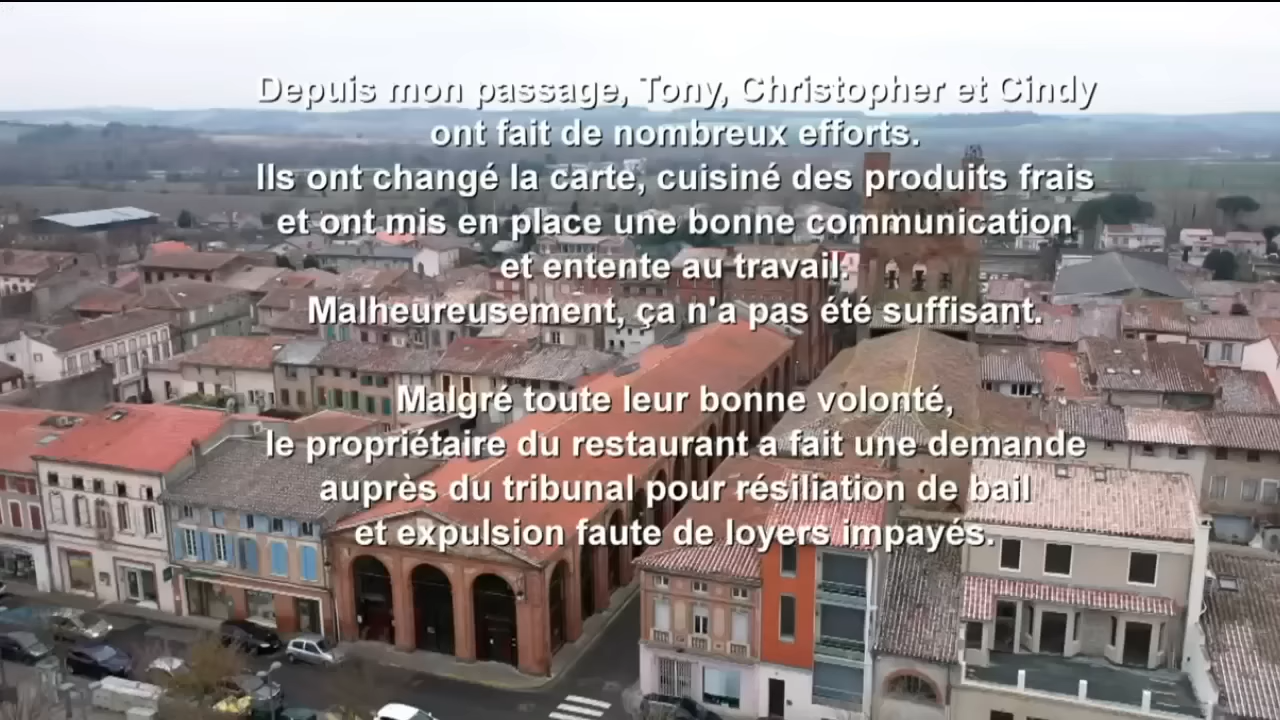 Depuis mon passage, Tony, Christopher et Cindy
ont fait de nombreux efforts.
Ils ont changé la carte, cuisiné des produits frais
et ont mis en place une bonne communication
et entente au travail.
Malheureusement, ça n'a pas été suffisant.
Malgré toute leur bonne volonté,
le propriétaire du restaurant a fait une demande
auprès du tribunal pour résiliation de bail
et expulsion faute de loyers impayés.